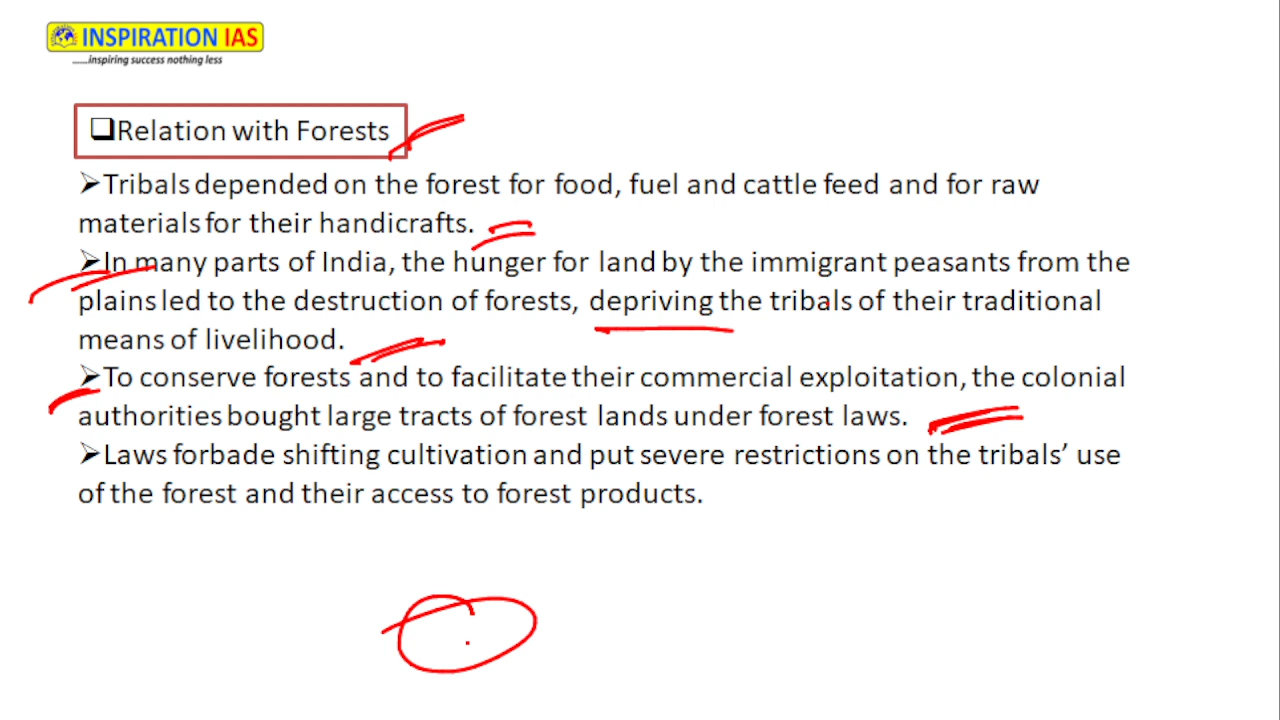 INSPIRATION IAS
......inspiring success nothing less
❑Relation with Forests
➢Tribals depended on the forest for food, fuel and cattle feed and for raw
materials for their handicrafts.
➢In many parts of India, the hunger for land by the immigrant peasants from the
plains led to the destruction of forests, depriving the tribals of their traditional
means of livelihood.
➢To conserve forests and to facilitate their commercial exploitation, the colonial
authorities bought large tracts of forest lands under forest laws.
➢Laws forbade shifting cultivation and put severe restrictions on the tribals’ use
of the forest and their access to forest products.